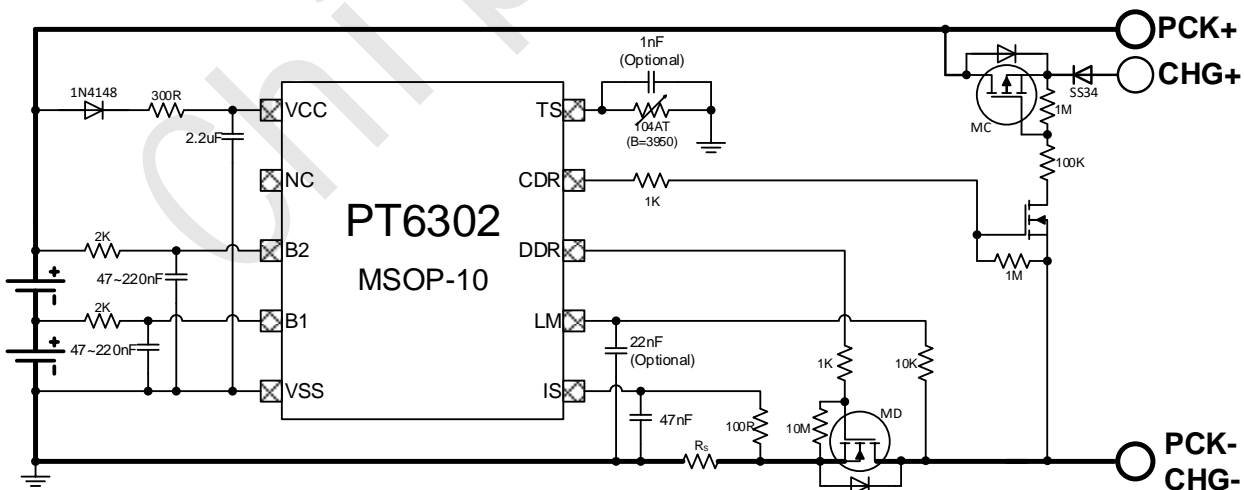 PCK+
1nF
(Optional)
CHG+
1N4148
300R
VCC
TS
SS34
1M
2.2uF
104AT
(B=3950)
MC
100K
NC
CDR
1K
PT6302
MSOP-10
2K
B2
DDR
47~220nF
1M
+
-
2K
B1
LM
47~220nF
22nF
(Optional)
1K
10K
+
-
VSS
IS
47nF
100R
10M
MD
Rs
PCK-
CHG-
Chip